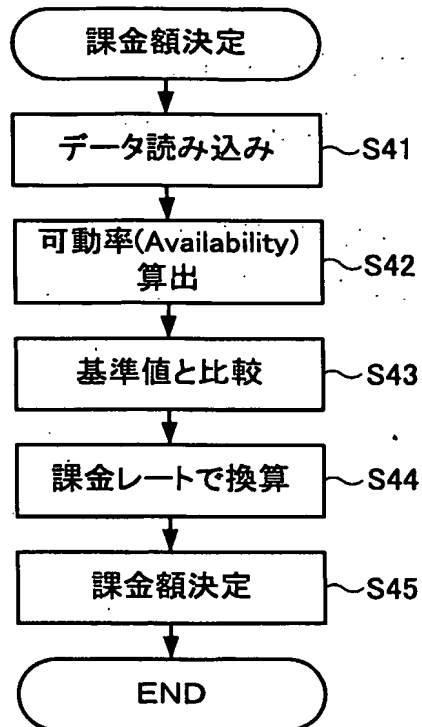 課金額決定
データ読み込み
S41
可動率(Availability)
算出
S42
基準値と比較
S43
課金レートで換算
S44
課金額決定
S45
END